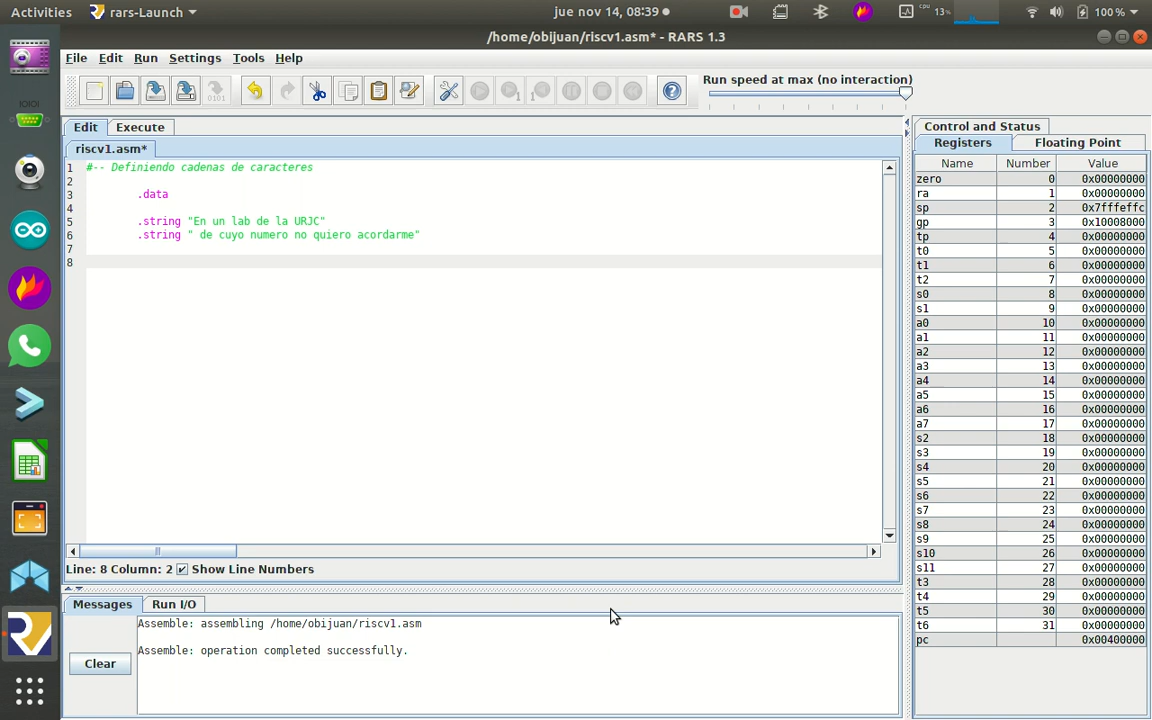 Activities rars-Launch jue nov 14, 08:39 cpu 13% 100%
/home/obijuan/riscv1.asm* - RARS 1.3
File Edit Run Settings Tools Help
Run speed at max (no interaction)
Edit Execute
riscv1.asm*
1 #-- Definiendo cadenas de caracteres
2
3 .data
4
5 .string "En un lab de la URJC"
6 .string " de cuyo numero no quiero acordarme"
7
8
Line: 8 Column: 2 Show Line Numbers
Messages Run I/O
Assemble: assembling /home/obijuan/riscv1.asm
Assemble: operation completed successfully.
Clear
Control and Status
Registers Floating Point
Name Number Value
zero 0 0x00000000
ra 1 0x00000000
sp 2 0x7fffeffc
gp 3 0x10008000
tp 4 0x00000000
t0 5 0x00000000
t1 6 0x00000000
t2 7 0x00000000
s0 8 0x00000000
s1 9 0x00000000
a0 10 0x00000000
a1 11 0x00000000
a2 12 0x00000000
a3 13 0x00000000
a4 14 0x00000000
a5 15 0x00000000
a6 16 0x00000000
a7 17 0x00000000
s2 18 0x00000000
s3 19 0x00000000
s4 20 0x00000000
s5 21 0x00000000
s6 22 0x00000000
s7 23 0x00000000
s8 24 0x00000000
s9 25 0x00000000
s10 26 0x00000000
s11 27 0x00000000
t3 28 0x00000000
t4 29 0x00000000
t5 30 0x00000000
t6 31 0x00000000
pc 0x00400000